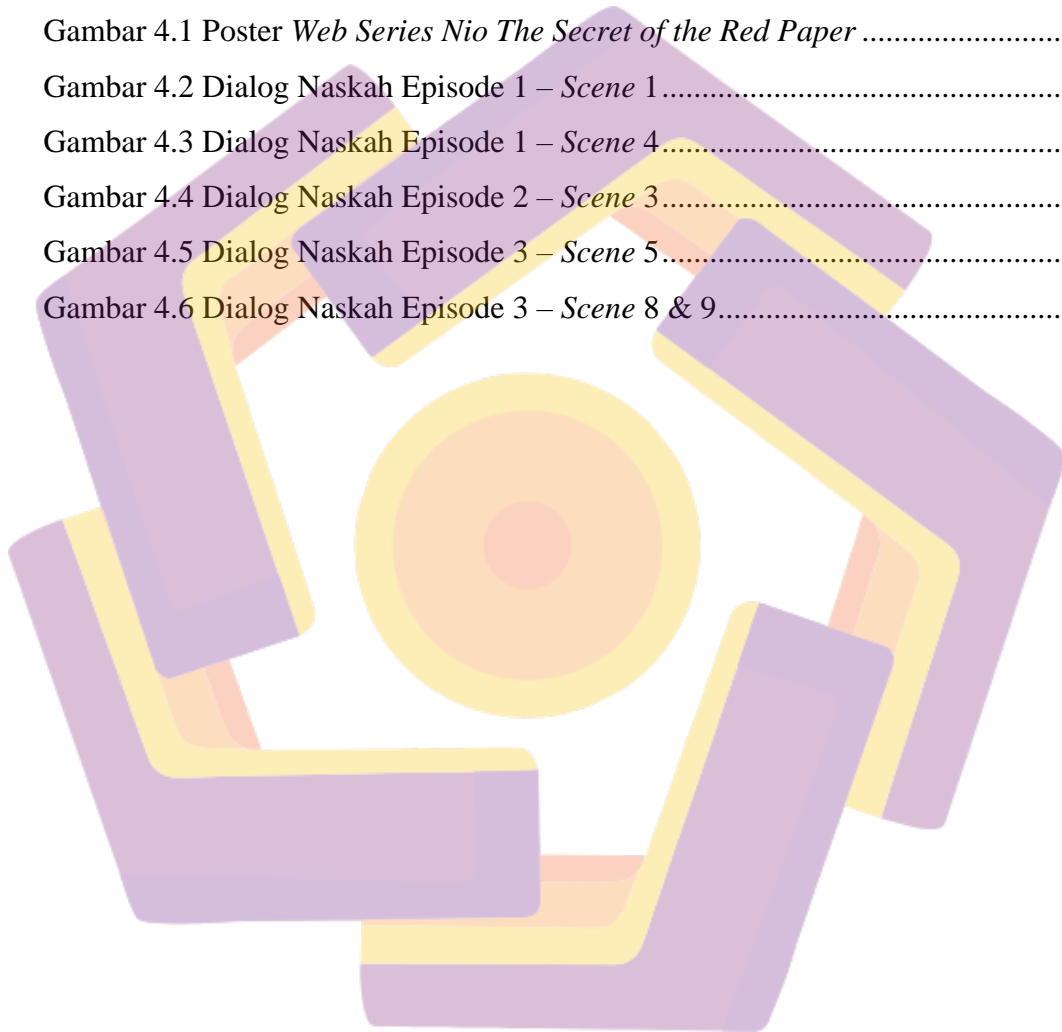 Gambar 4.1 Poster Web Series Nio The Secret of the Red Paper .........................
Gambar 4.2 Dialog Naskah Episode 1 – Scene 1..................................................
Gambar 4.3 Dialog Naskah Episode 1 – Scene 4..................................................
Gambar 4.4 Dialog Naskah Episode 2 – Scene 3..................................................
Gambar 4.5 Dialog Naskah Episode 3 – Scene 5..................................................
Gambar 4.6 Dialog Naskah Episode 3 – Scene 8 & 9...........................................